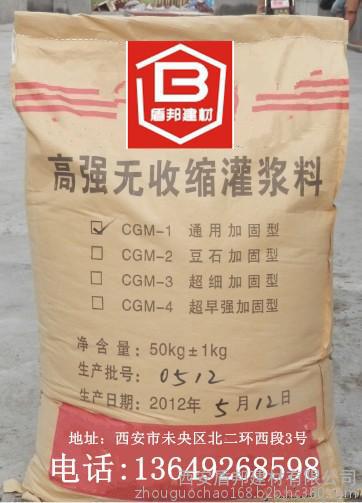 B
盾邦建材
高强无收缩灌浆料
☑ CGM-1 通用加固型
☐ CGM-2 豆石加固型
☐ CGM-3 超细加固型
☐ CGM-4 超早强加固型
净含量：50kg±1kg
生产批号：0512
生产日期：2012年5月12日
地址：西安市未央区北二环西段3号
西安盾邦建材有限公司
电话:13649268598
zhouguochao168.b2b.hc360.com